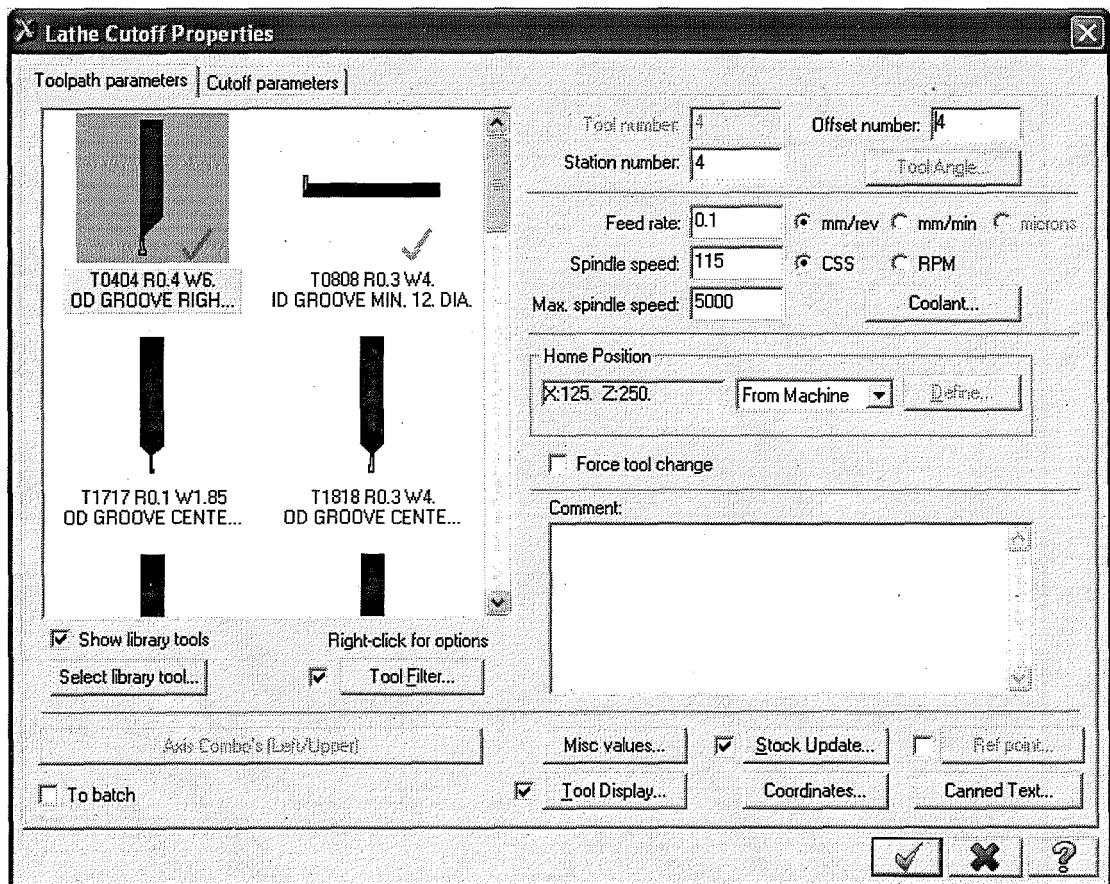 Lathe Cutoff Properties
Toolpath parameters Cutoff parameters
T0404 R0.4 W6.
OD GROOVE RIGH...
T0808 R0.3 W4.
ID GROOVE MIN. 12. DIA.
T1717 R0.1 W1.85
OD GROOVE CENTE...
T1818 R0.3 W4.
OD GROOVE CENTE...
Show library tools Right-click for options
Select library tool... Tool Filter...
Tool number: 4 Offset number: 4
Station number: 4 Tool Angle...
Feed rate: 0.1 mm/rev mm/min microns
Spindle speed: 115 CSS RPM
Max. spindle speed: 5000 Coolant...
Home Position
X:125. Z:250. From Machine Define...
Force tool change
Comment:
Axis Combo's (Left/Upper) Misc values... Stock Update... Ref point...
To batch Tool Display... Coordinates... Canned Text...